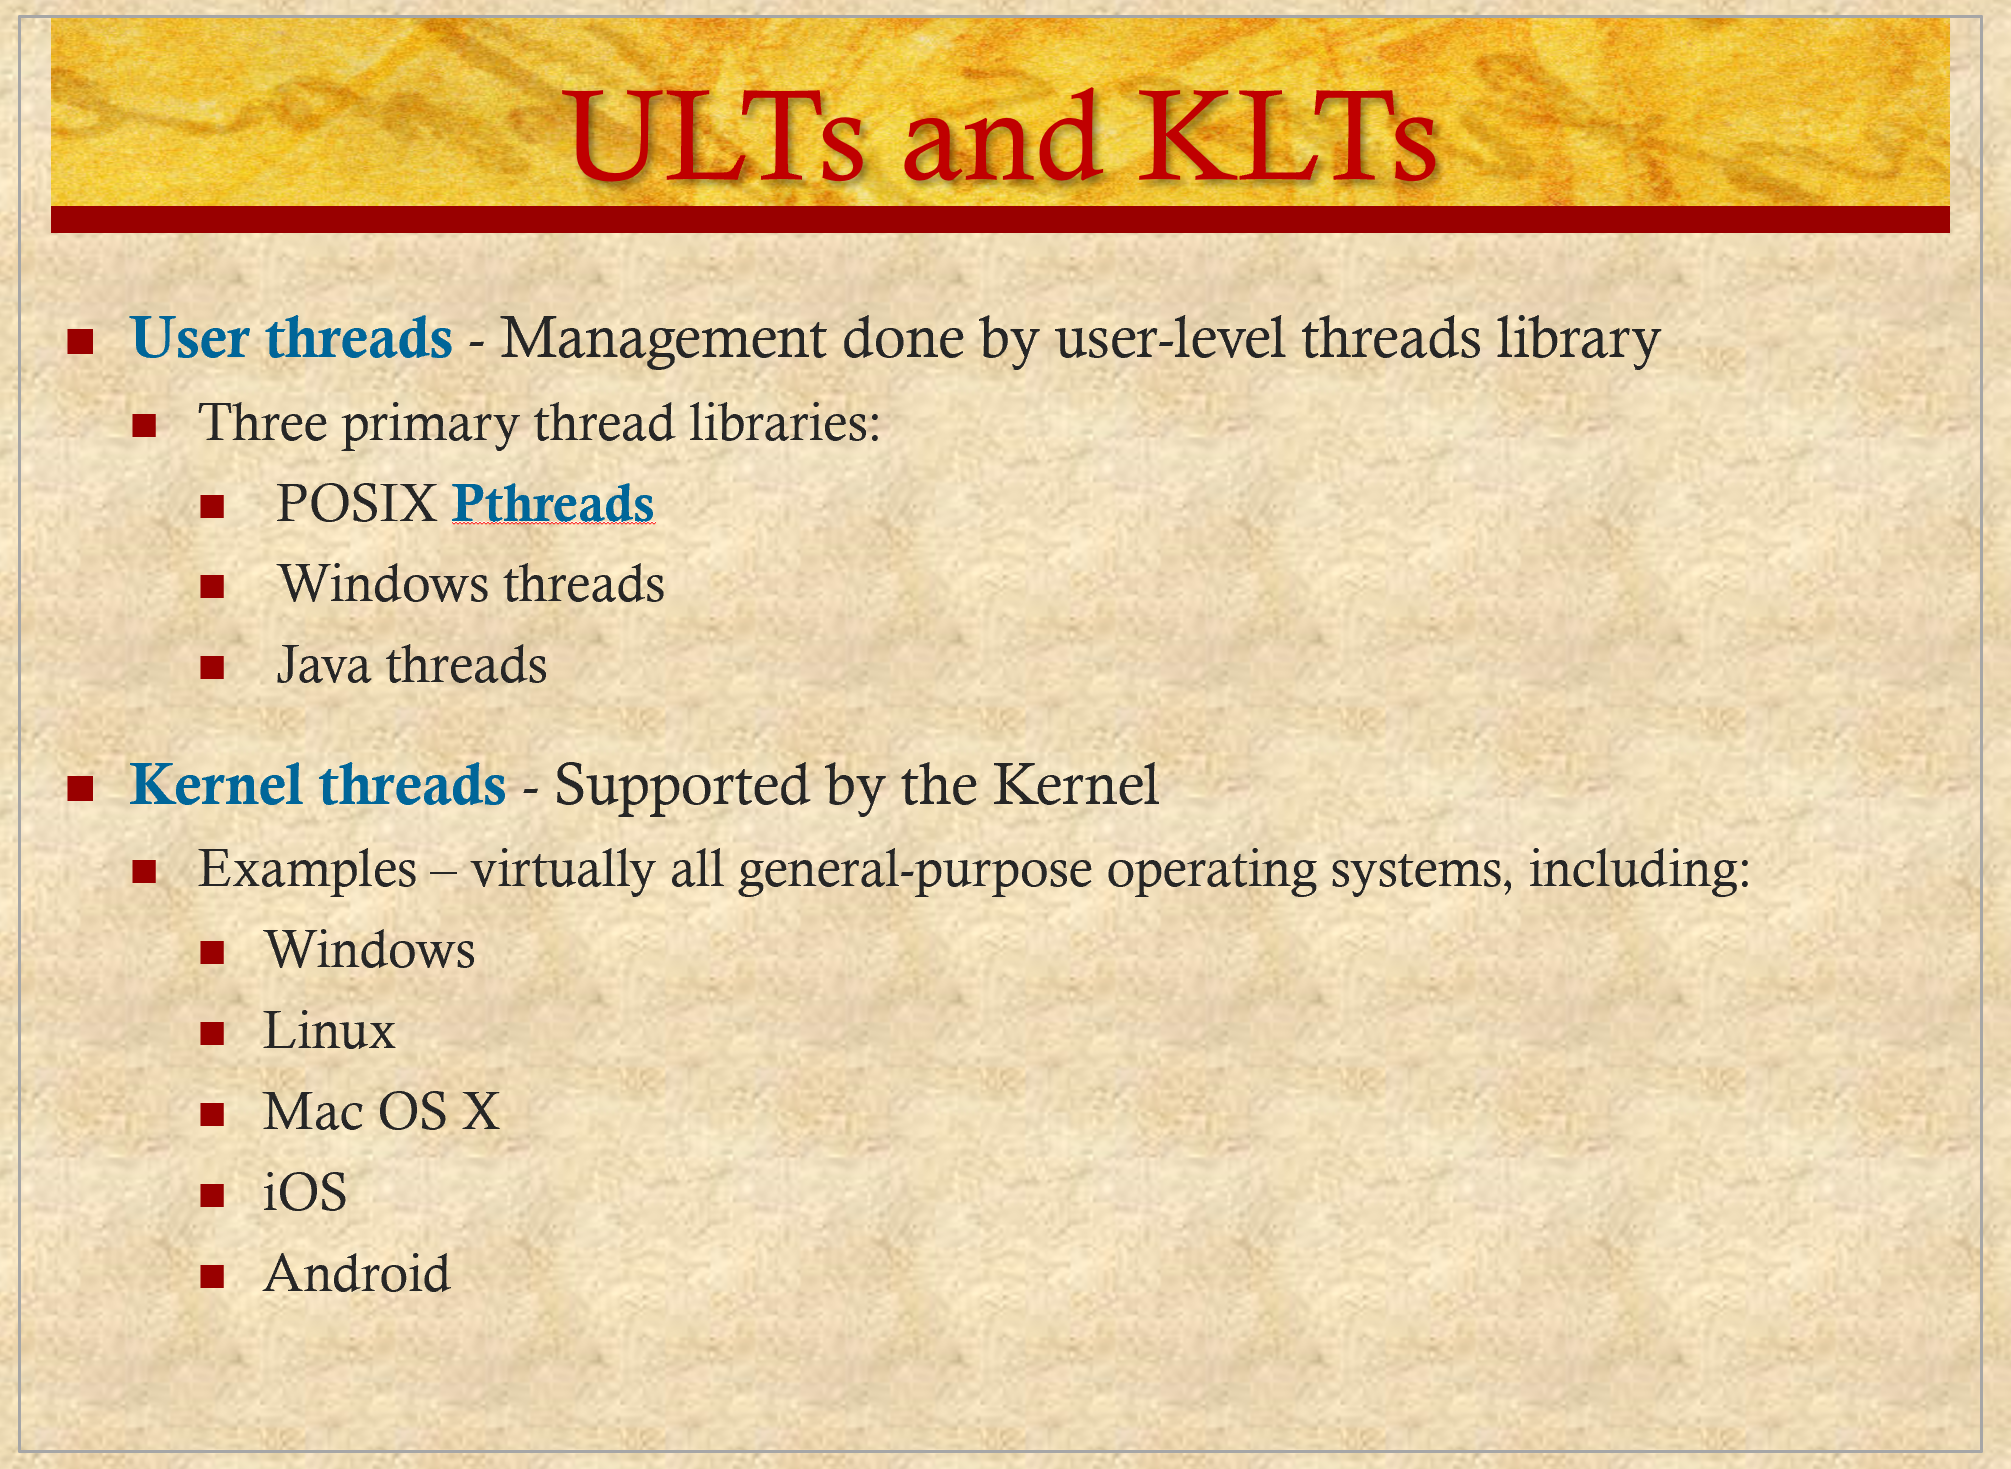 ULTs and KLTs
User threads - Management done by user-level threads library
Three primary thread libraries:
POSIX Pthreads
Windows threads
Java threads
Kernel threads - Supported by the Kernel
Examples – virtually all general-purpose operating systems, including:
Windows
Linux
Mac OS X
iOS
Android